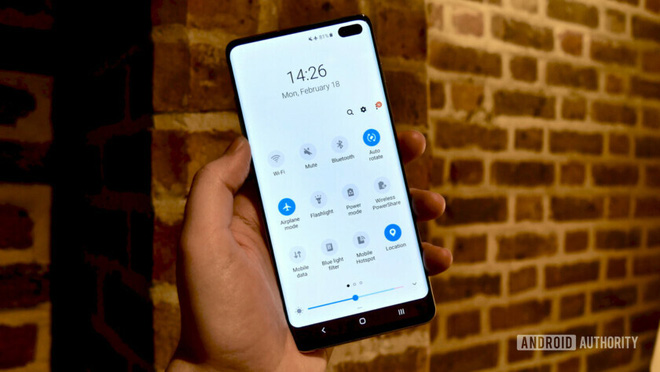 87%
14:26
Mon, February 18
Wi-Fi
Mute
Bluetooth
Auto
rotate
Airplane
mode
Flashlight
Power
mode
Wireless
PowerShare
Mobile
data
Blue light
filter
Mobile
Hotspot
Location
ANDROID AUTHORITY